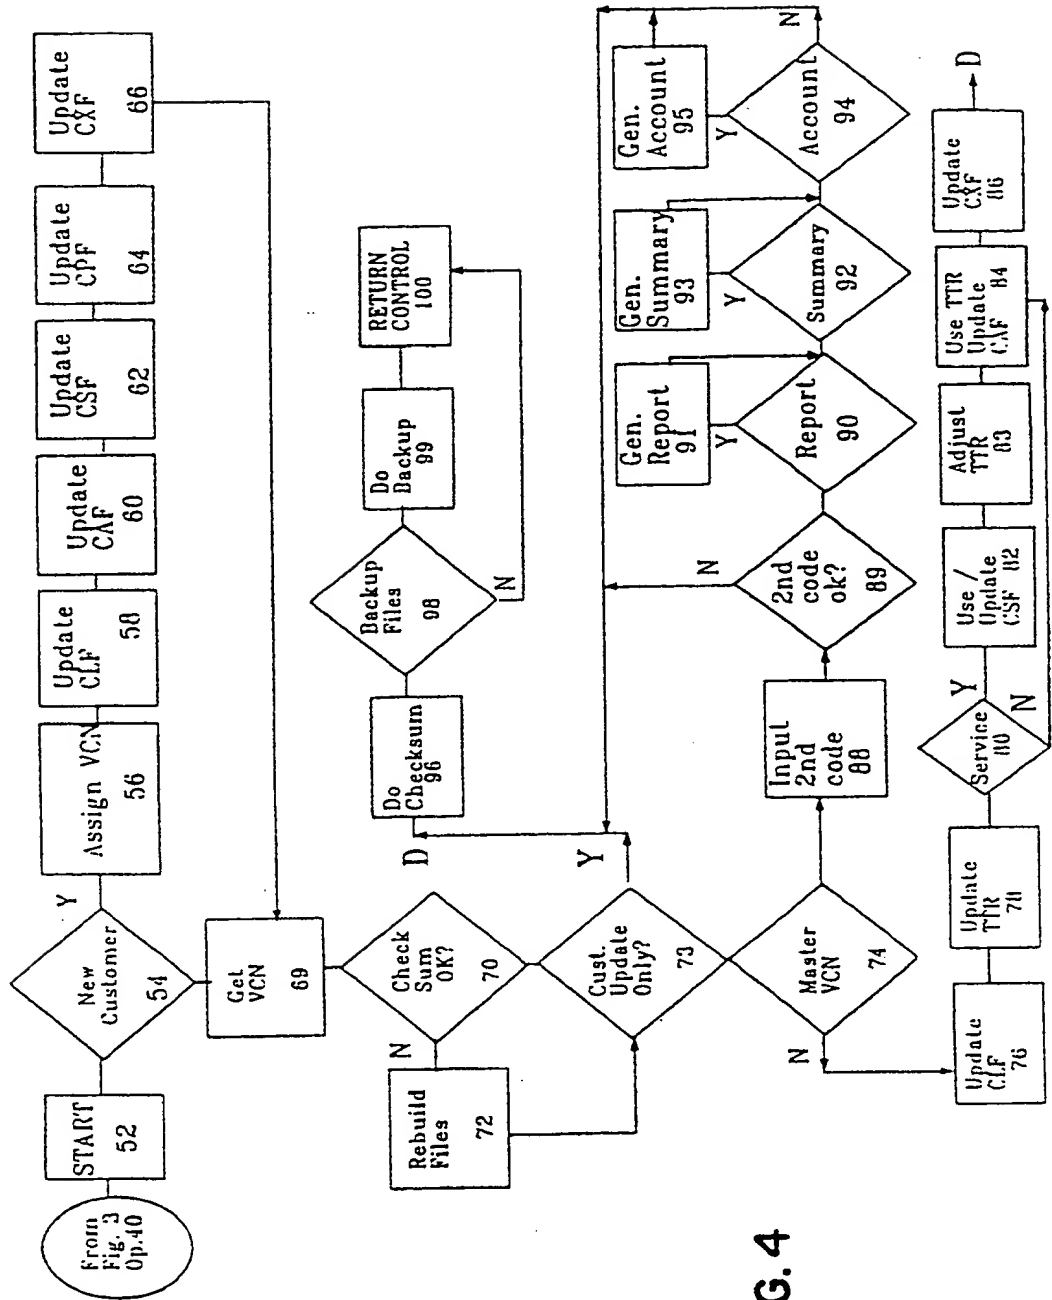 From
Fig. 3
Op.40
START
52
New
Customer
54
Y
Assign VCN
56
Update
CLF
58
Update
CAF
60
Update
CSF
62
Update
CPF
64
Update
CXF
66
Get
VCN
69
Check
Sum
OK?
70
N
Rebuild
Files
72
Cust.
Update
Only?
73
Y
D
Do
Checksum
96
Backup
Files
98
N
Do
Backup
99
RETURN
CONTROL
100
Master
VCN
74
N
Input
2nd
code
88
2nd
code
ok?
89
N
Report
90
Y
Gen.
Report
91
Summary
92
Y
Gen.
Summary
93
Account
94
Y
N
Gen.
Account
95
Update
CLF
76
Update
TTR
78
Service
80
Y
N
Use /
Update
CSF 82
Adjust
TTR
83
Use TTR
Update
CAF 84
Update
CXF
86
D
G. 4